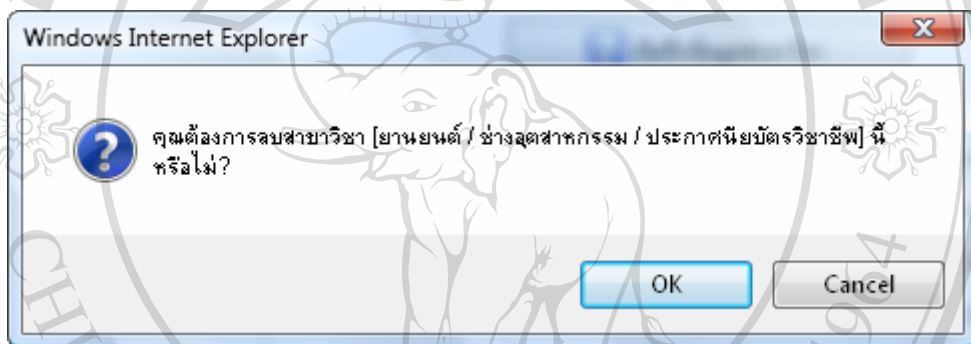 Windows Internet Explorer
คุณต้องการลบสาขาวิชา [ยานยนต์ / ช่างอุตสาหกรรม / ประกาศนียบัตรวิชาชีพ] นี้
หรือไม่?
OK
Cancel